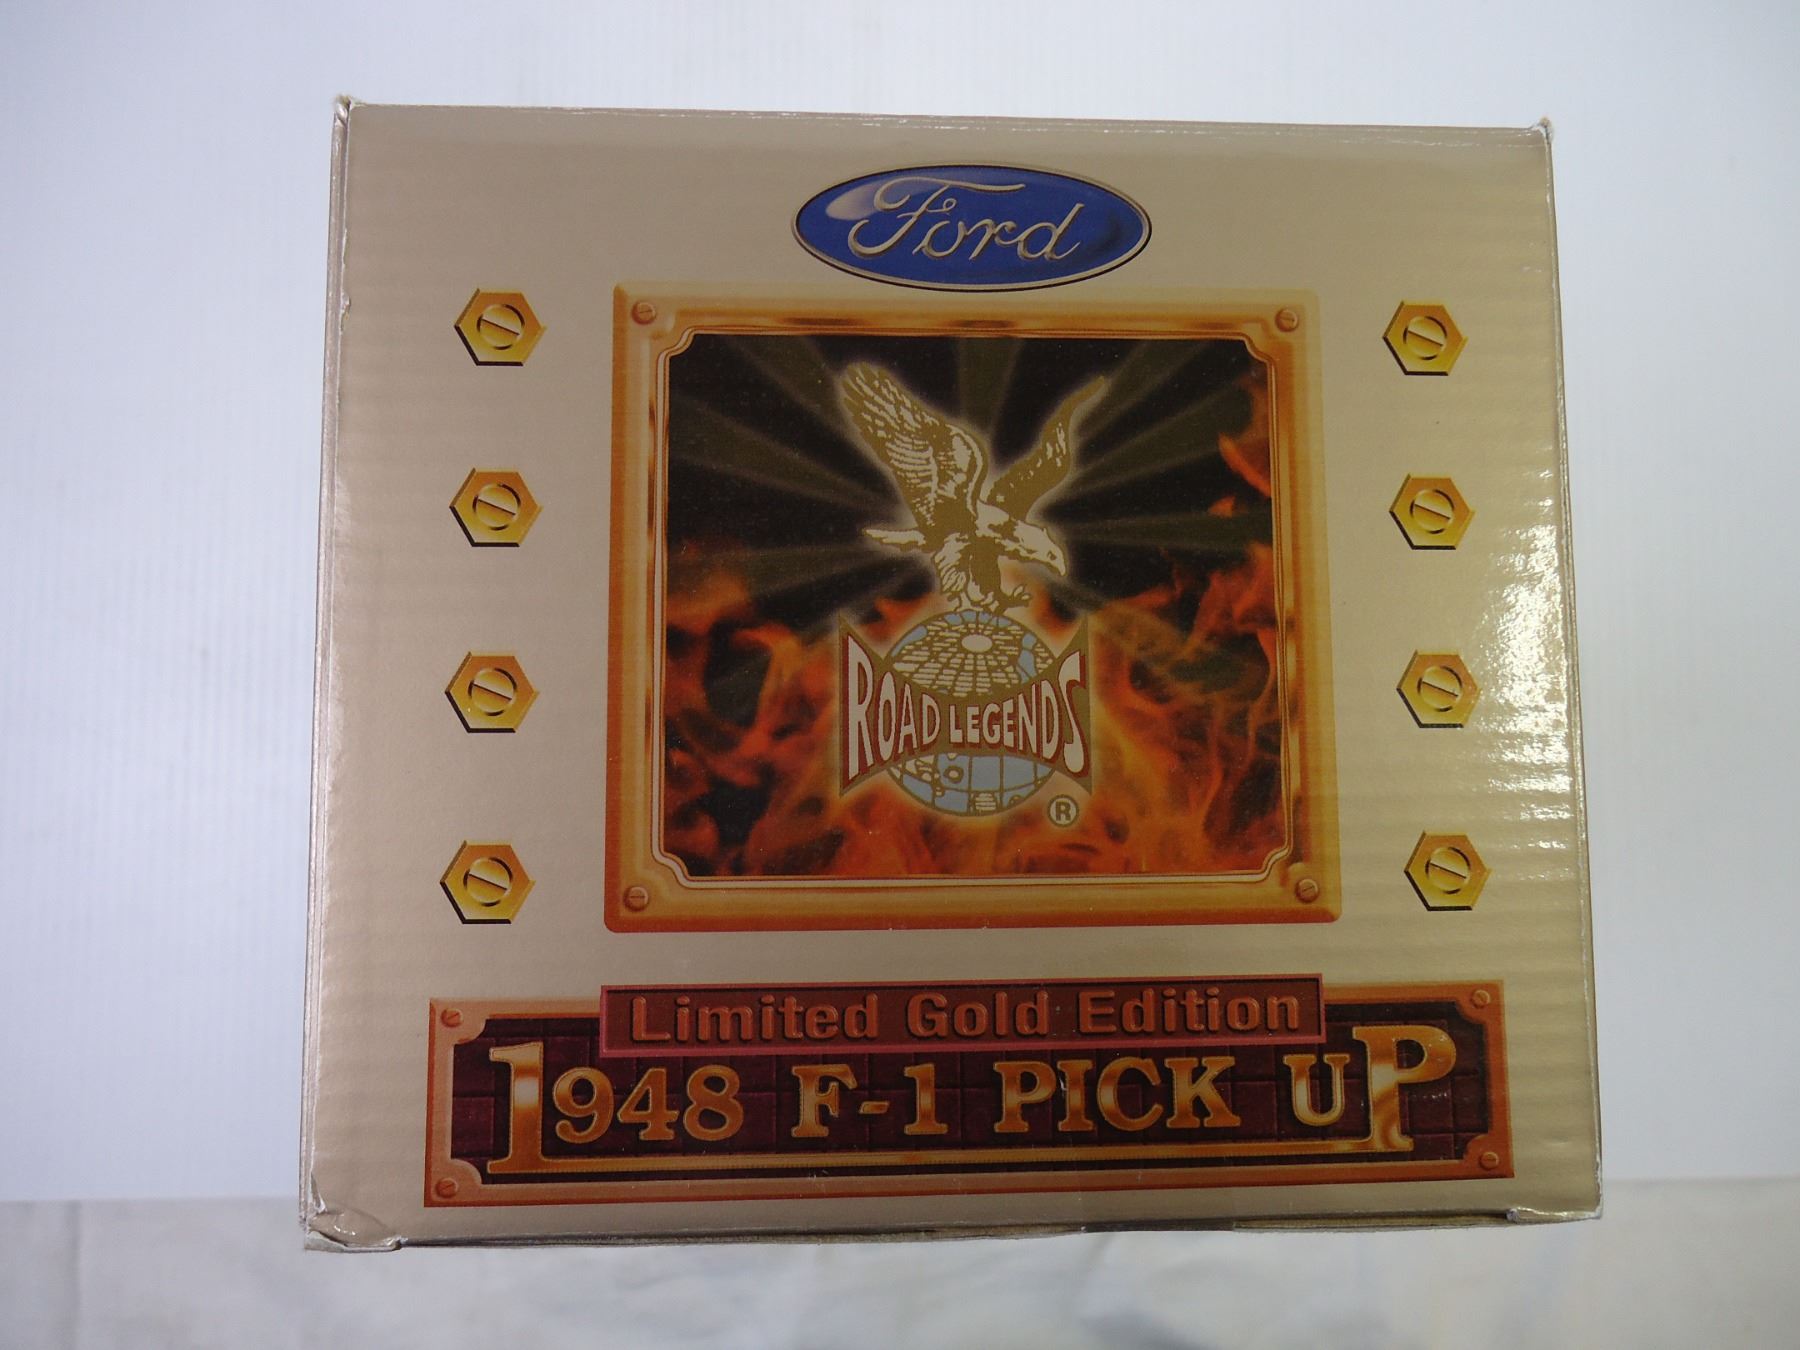 Ford
ROAD LEGENDS
®
Limited Gold Edition
1948 F-1 PICK UP